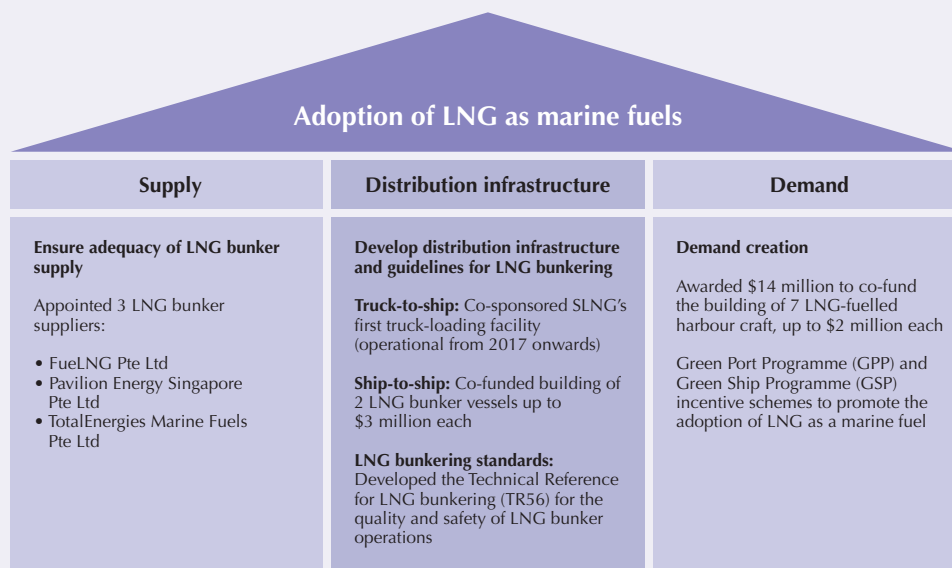 Adoption of LNG as marine fuels
Supply
Ensure adequacy of LNG bunker
supply
Appointed 3 LNG bunker
suppliers:
• FueLNG Pte Ltd
• Pavilion Energy Singapore
Pte Ltd
• TotalEnergies Marine Fuels
Pte Ltd
Distribution infrastructure
Develop distribution infrastructure
and guidelines for LNG bunkering
Truck-to-ship: Co-sponsored SLNG's
first truck-loading facility
(operational from 2017 onwards)
Ship-to-ship: Co-funded building of
2 LNG bunker vessels up to
$3 million each
LNG bunkering standards:
Developed the Technical Reference
for LNG bunkering (TR56) for the
quality and safety of LNG bunker
operations
Demand
Demand creation
Awarded $14 million to co-fund
the building of 7 LNG-fuelled
harbour craft, up to $2 million each
Green Port Programme (GPP) and
Green Ship Programme (GSP)
incentive schemes to promote the
adoption of LNG as a marine fuel